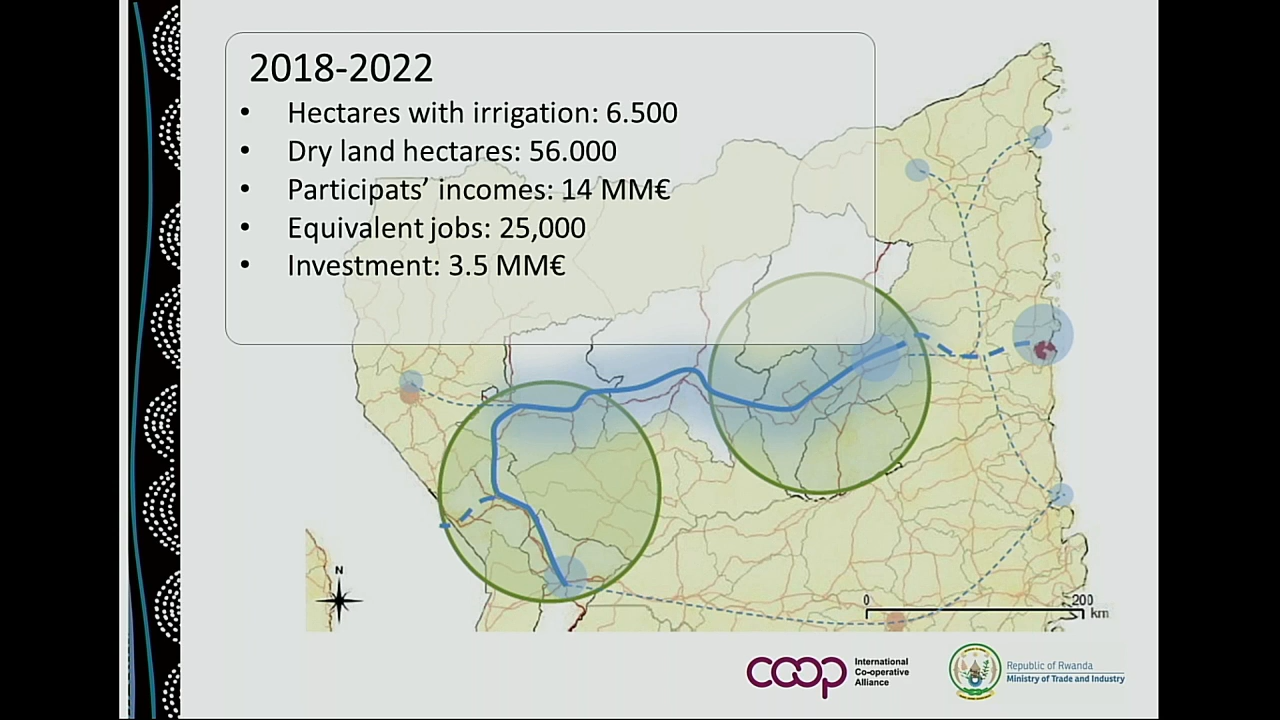 2018-2022
• Hectares with irrigation: 6.500
• Dry land hectares: 56.000
• Participats’ incomes: 14 MM€
• Equivalent jobs: 25,000
• Investment: 3.5 MM€
N
0 200
km
coop
International
Co-operative
Alliance
Republic of Rwanda
Ministry of Trade and Industry